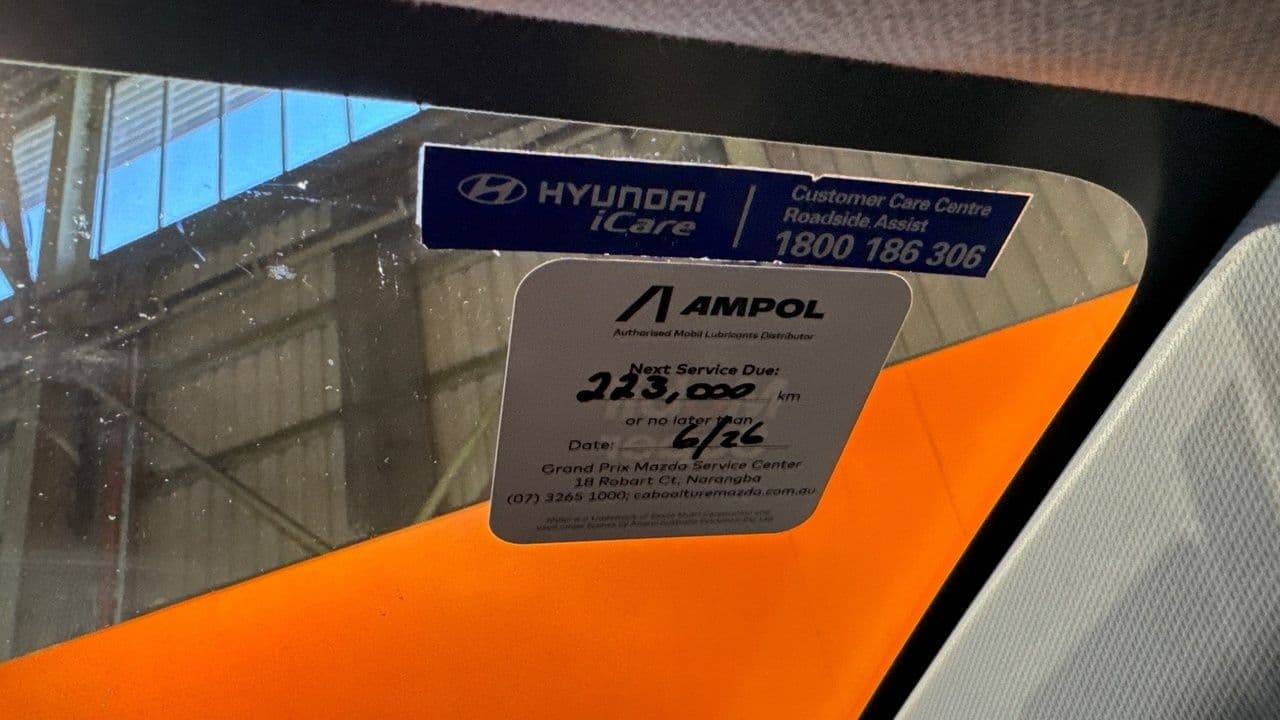 HYUNDAI
iCare
Customer Care Centre
Roadside Assist
1800 186 306
AMPOL
Authorised Mobil Lubricants Distributor
Next Service Due:
223,000 km
or no later than
Date: 6/26
Grand Prix Mazda Service Center
18 Robart Ct, Narangba
(07) 3265 1000; caboolturemazda.com.au